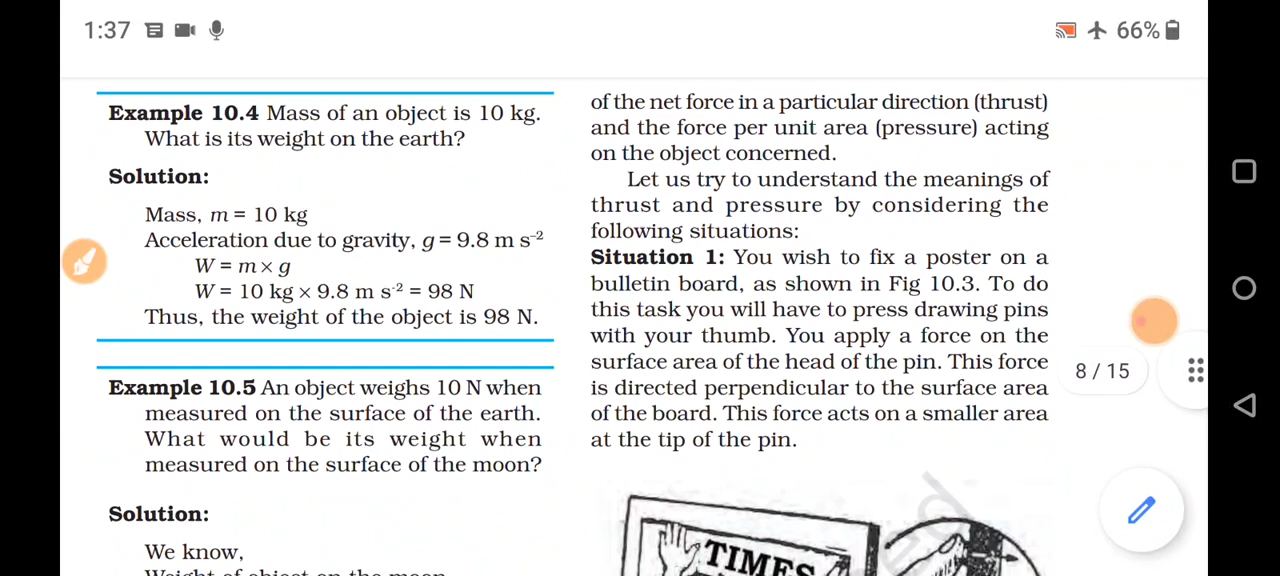 1:37
66%
Example 10.4 Mass of an object is 10 kg.
What is its weight on the earth?
Solution:
Mass, m = 10 kg
Acceleration due to gravity, g = 9.8 m s⁻²
W = m × g
W = 10 kg × 9.8 m s⁻² = 98 N
Thus, the weight of the object is 98 N.
Example 10.5 An object weighs 10 N when
measured on the surface of the earth.
What would be its weight when
measured on the surface of the moon?
Solution:
We know,
Weight of object on the moon
of the net force in a particular direction (thrust)
and the force per unit area (pressure) acting
on the object concerned.
Let us try to understand the meanings of
thrust and pressure by considering the
following situations:
Situation 1: You wish to fix a poster on a
bulletin board, as shown in Fig 10.3. To do
this task you will have to press drawing pins
with your thumb. You apply a force on the
surface area of the head of the pin. This force
is directed perpendicular to the surface area
of the board. This force acts on a smaller area
at the tip of the pin.
TIMES
8 / 15